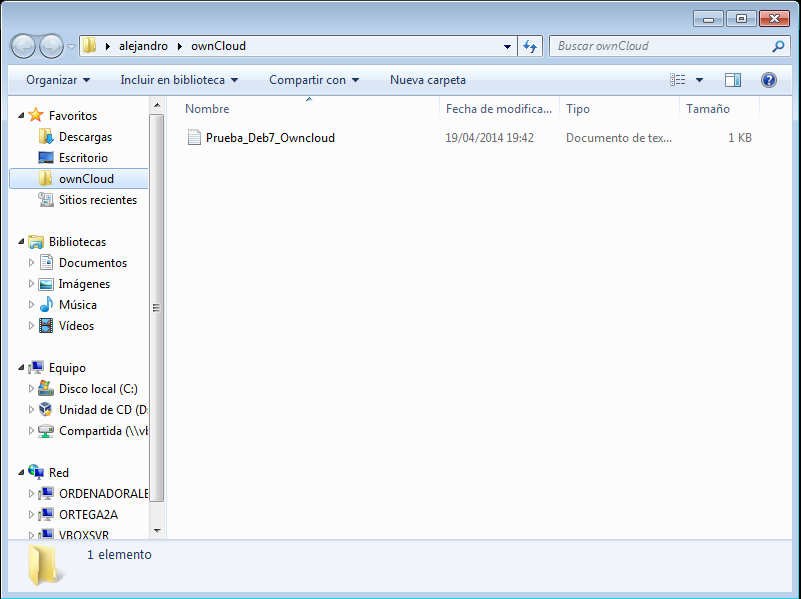 alejandro ownCloud
Buscar ownCloud
Organizar Incluir en biblioteca Compartir con Nueva carpeta
Nombre Fecha de modifica... Tipo Tamaño
Prueba_Deb7_Owncloud 19/04/2014 19:42 Documento de tex... 1 KB
Favoritos
Descargas
Escritorio
ownCloud
Sitios recientes
Bibliotecas
Documentos
Imágenes
Música
Vídeos
Equipo
Disco local (C:)
Unidad de CD (D:
Compartida (\\vb
Red
ORDENADORALE
ORTEGA2A
VBOXSVR
1 elemento